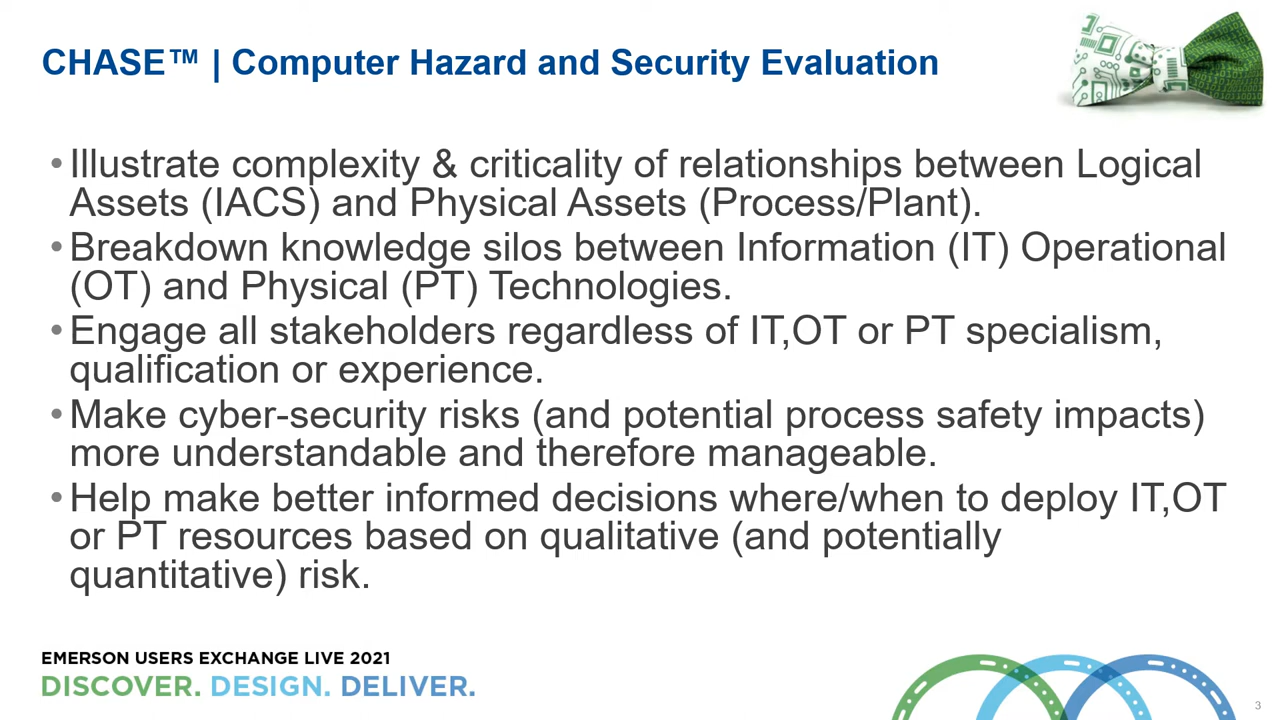 CHASE™ | Computer Hazard and Security Evaluation
• Illustrate complexity & criticality of relationships between Logical
Assets (IACS) and Physical Assets (Process/Plant).
• Breakdown knowledge silos between Information (IT) Operational
(OT) and Physical (PT) Technologies.
• Engage all stakeholders regardless of IT,OT or PT specialism,
qualification or experience.
• Make cyber-security risks (and potential process safety impacts)
more understandable and therefore manageable.
• Help make better informed decisions where/when to deploy IT,OT
or PT resources based on qualitative (and potentially
quantitative) risk.
EMERSON USERS EXCHANGE LIVE 2021
DISCOVER. DESIGN. DELIVER.
3